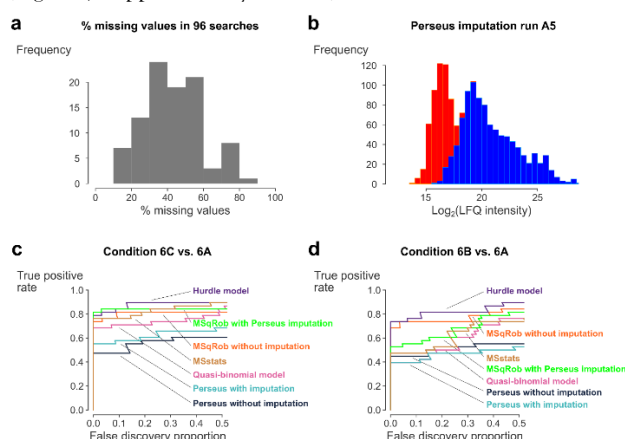 a
% missing values in 96 searches
Frequency
20
15
10
5
0
0 20 40 60 80 100
% missing values
b
Perseus imputation run A5
Frequency
120
100
80
60
40
20
0
15 20 25
Log2(LFQ intensity)
c
Condition 6C vs. 6A
True positive
rate
1.0
0.8
0.6
0.4
0.2
0.0
Hurdle model
MSqRob with Perseus imputation
MSqRob without imputation
MSstats
Quasi-binomial model
Perseus with imputation
Perseus without imputation
0.0 0.1 0.2 0.3 0.4 0.5
False discovery proportion
d
Condition 6B vs. 6A
True positive
rate
1.0
0.8
0.6
0.4
0.2
0.0
Hurdle model
MSqRob without imputation
MSstats
MSqRob with Perseus imputation
Quasi-binomial model
Perseus without imputation
Perseus with imputation
0.0 0.1 0.2 0.3 0.4 0.5
False discovery proportion